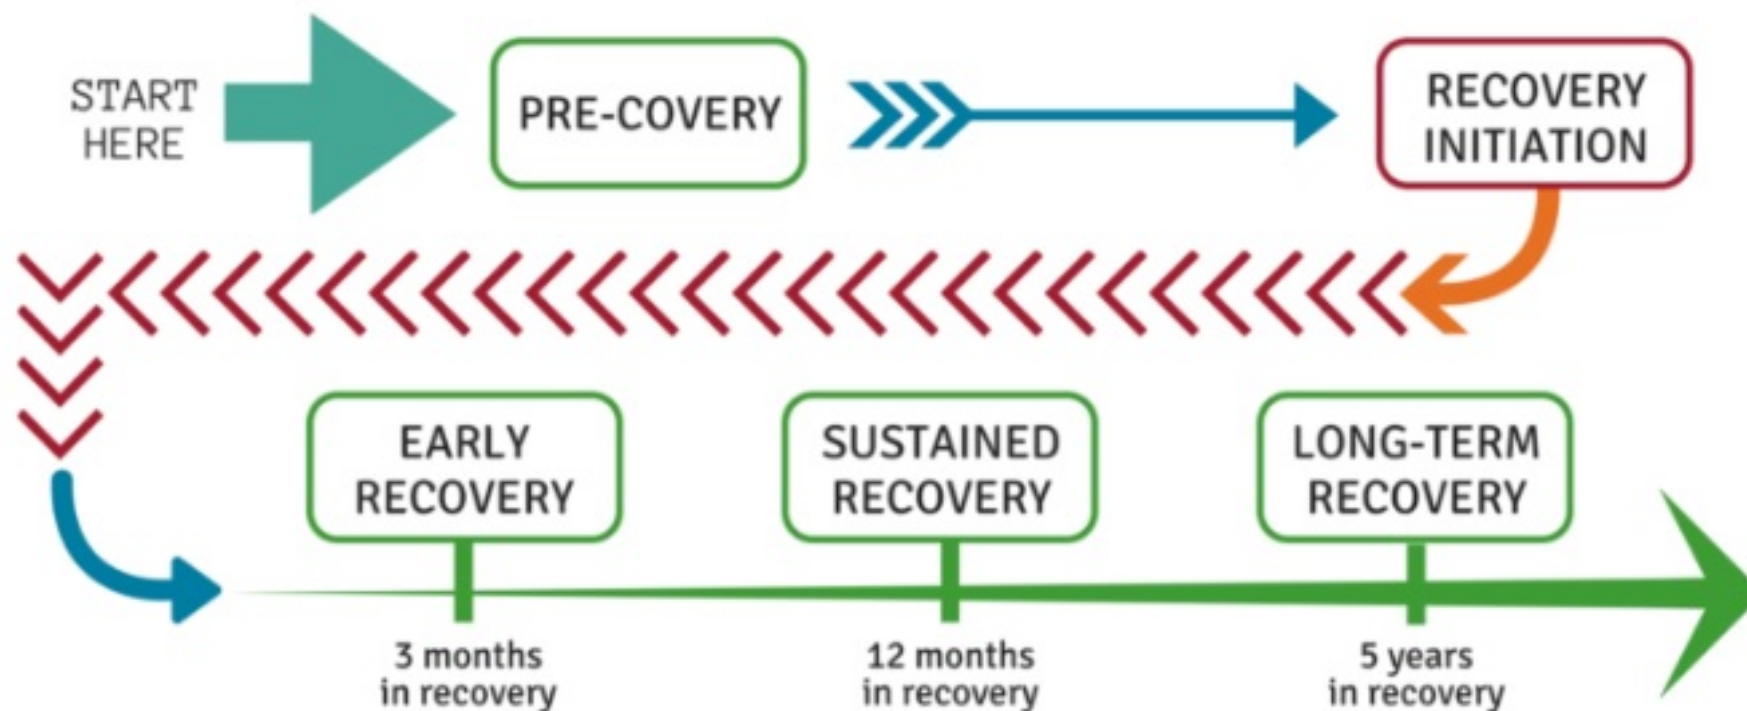 START
HERE
PRE-COVERY
RECOVERY
INITIATION
EARLY
RECOVERY
SUSTAINED
RECOVERY
LONG-TERM
RECOVERY
3 months
in recovery
12 months
in recovery
5 years
in recovery